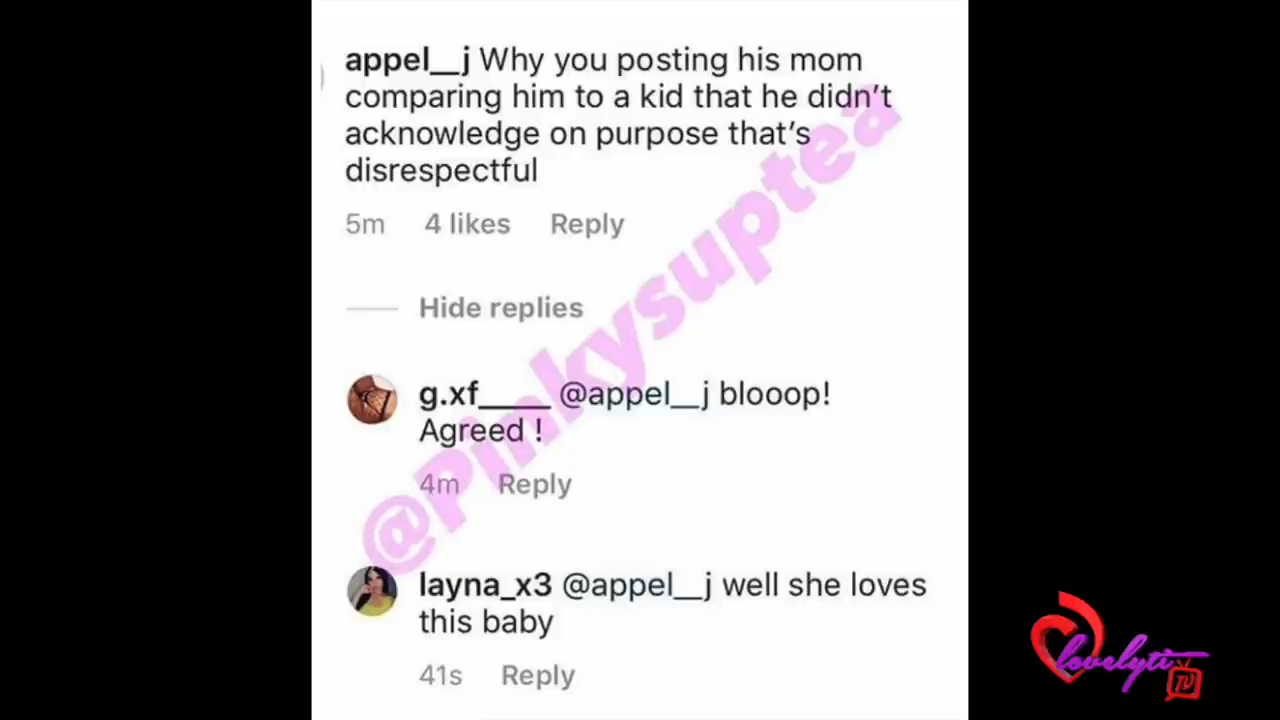 appel__j Why you posting his mom
comparing him to a kid that he didn't
acknowledge on purpose that's
disrespectful
5m 4 likes Reply
Hide replies
g.xf_____ @appel__j blooop!
Agreed !
4m Reply
layna_x3 @appel__j well she loves
this baby
41s Reply
@Pinkysuptea
lovelyti
TV